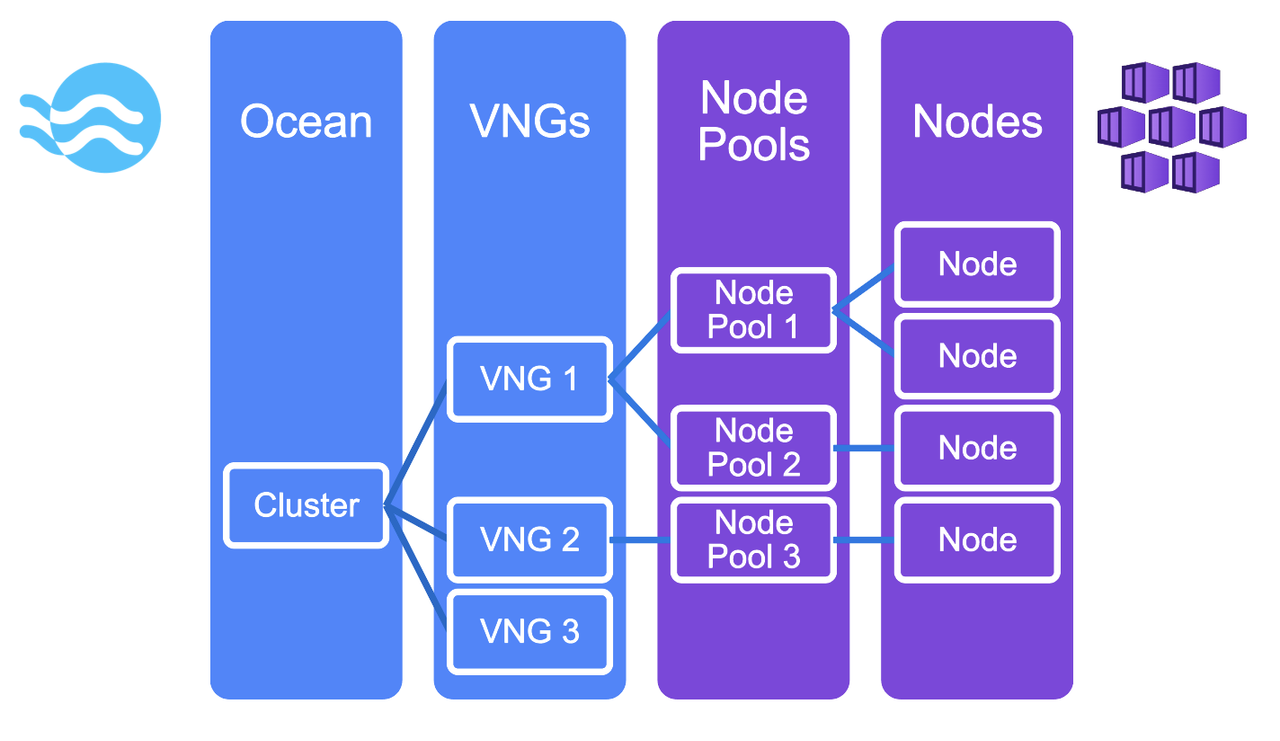 Ocean
VNGs
Node
Pools
Nodes
Cluster
VNG 1
VNG 2
VNG 3
Node
Pool 1
Node
Pool 2
Node
Pool 3
Node
Node
Node
Node